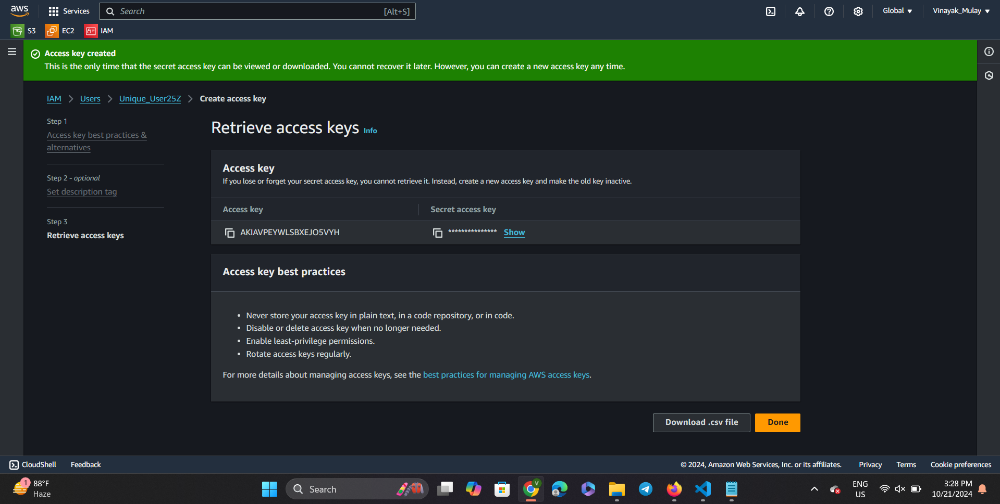 aws
Services
Search
[Alt+S]
Global
Vinayak_Mulay
S3
EC2
IAM
Access key created
This is the only time that the secret access key can be viewed or downloaded. You cannot recover it later. However, you can create a new access key any time.
IAM > Users > Unique_User25Z > Create access key
Step 1
Access key best practices &
alternatives
Step 2 - optional
Set description tag
Step 3
Retrieve access keys
Retrieve access keys Info
Access key
If you lose or forget your secret access key, you cannot retrieve it. Instead, create a new access key and make the old key inactive.
Access key
Secret access key
AKIAVPEYWLSBXEJO5VYH
*************** Show
Access key best practices
• Never store your access key in plain text, in a code repository, or in code.
• Disable or delete access key when no longer needed.
• Enable least-privilege permissions.
• Rotate access keys regularly.
For more details about managing access keys, see the best practices for managing AWS access keys.
Download .csv file
Done
CloudShell
Feedback
© 2024, Amazon Web Services, Inc. or its affiliates.
Privacy
Terms
Cookie preferences
1
88°F
Haze
Search
V
ENG
US
3:28 PM
10/21/2024